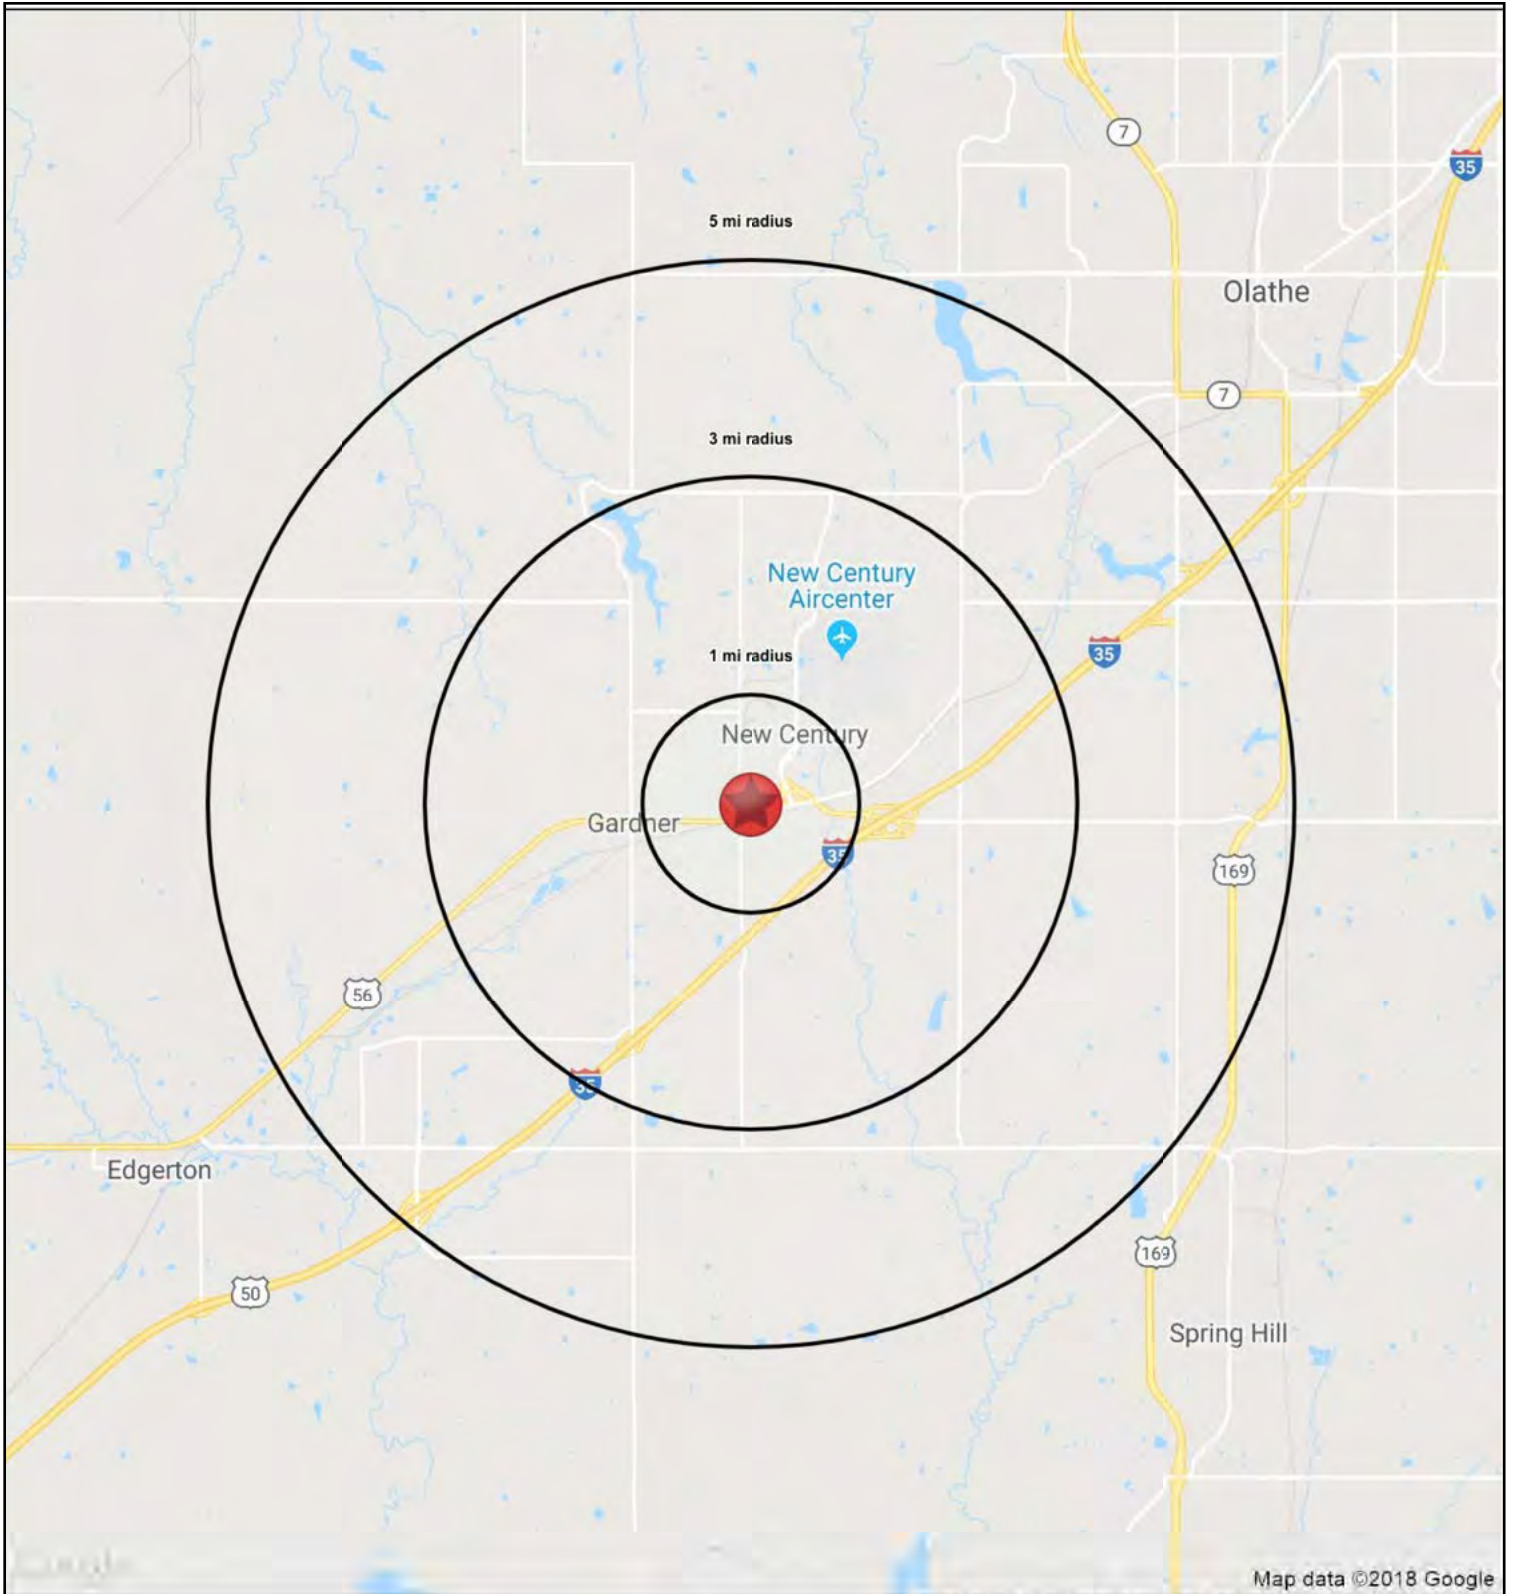 7
35
5 mi radius
Olathe
7
3 mi radius
New Century
Aircenter
35
1 mi radius
New Century
Gardner
35
169
56
35
Edgerton
169
50
Spring Hill
Map data ©2018 Google